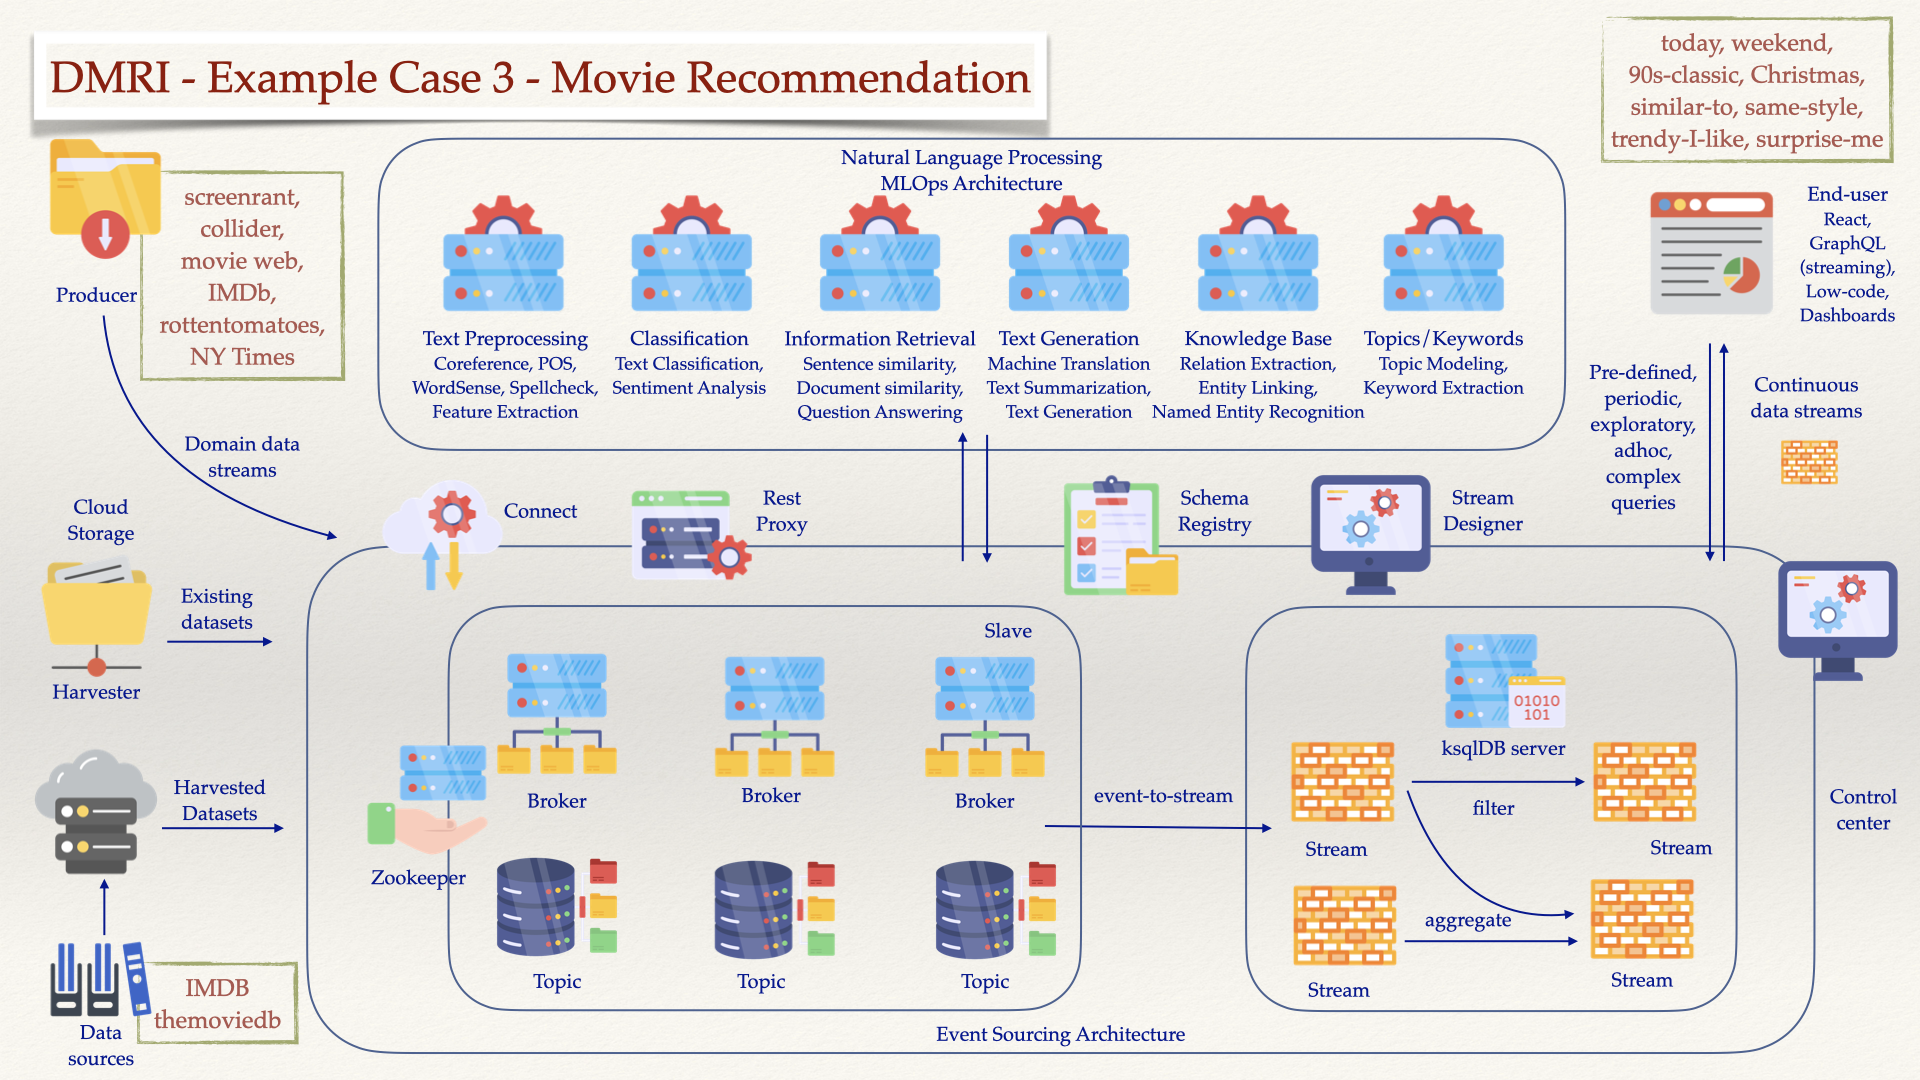 DMRI - Example Case 3 - Movie Recommendation
today, weekend,
90s-classic, Christmas,
similar-to, same-style,
trendy-I-like, surprise-me
Producer
screenrant,
collider,
movie web,
IMDb,
rottentomatoes,
NY Times
Natural Language Processing
MLOps Architecture
Text Preprocessing
Coreference, POS,
WordSense, Spellcheck,
Feature Extraction
Classification
Text Classification,
Sentiment Analysis
Information Retrieval
Sentence similarity,
Document similarity,
Question Answering
Text Generation
Machine Translation
Text Summarization,
Text Generation
Knowledge Base
Relation Extraction,
Entity Linking,
Named Entity Recognition
Topics/Keywords
Topic Modeling,
Keyword Extraction
End-user
React,
GraphQL
(streaming),
Low-code,
Dashboards
Pre-defined,
periodic,
exploratory,
adhoc,
complex
queries
Continuous
data streams
Domain data
streams
Cloud
Storage
Existing
datasets
Harvester
Harvested
Datasets
IMDB
themoviedb
Data
sources
Connect
Rest
Proxy
Schema
Registry
Stream
Designer
Slave
Zookeeper
Broker
Broker
Broker
Topic
Topic
Topic
event-to-stream
01010
101
ksqlDB server
Stream
filter
Stream
aggregate
Stream
Stream
Control
center
Event Sourcing Architecture